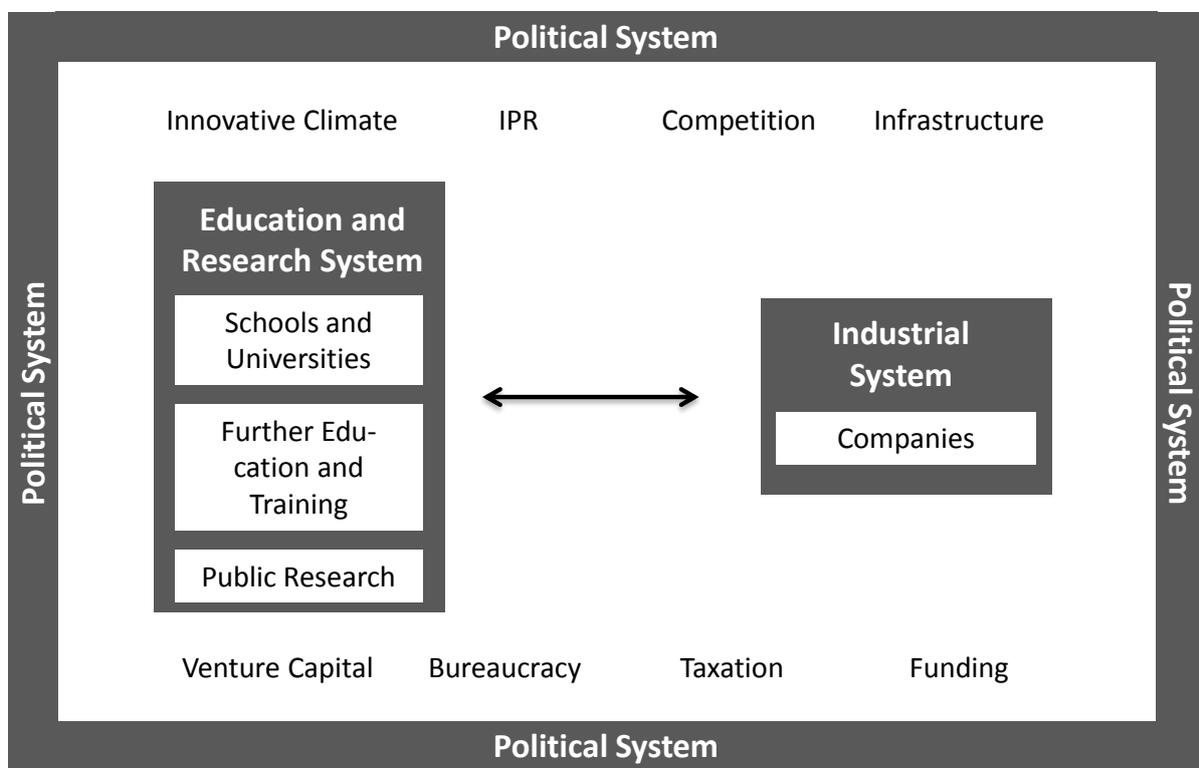 Political System
Innovative Climate IPR Competition Infrastructure
Political System
Education and
Research System
Schools and
Universities
Further Edu-
cation and
Training
Public Research
Industrial
System
Companies
Political System
Venture Capital Bureaucracy Taxation Funding
Political System